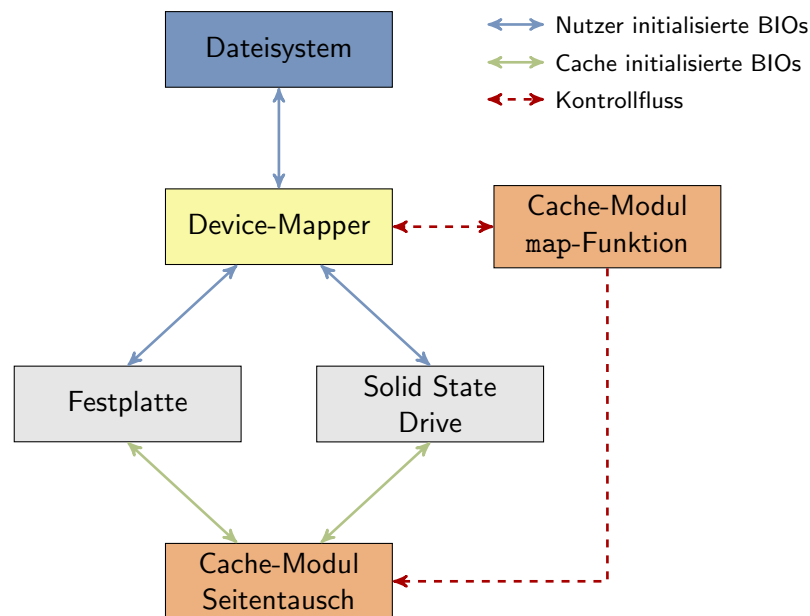 Dateisystem
Nutzer initialisierte BIOs
Cache initialisierte BIOs
Kontrollfluss
Device-Mapper
Cache-Modul
map-Funktion
Festplatte
Solid State
Drive
Cache-Modul
Seitentausch